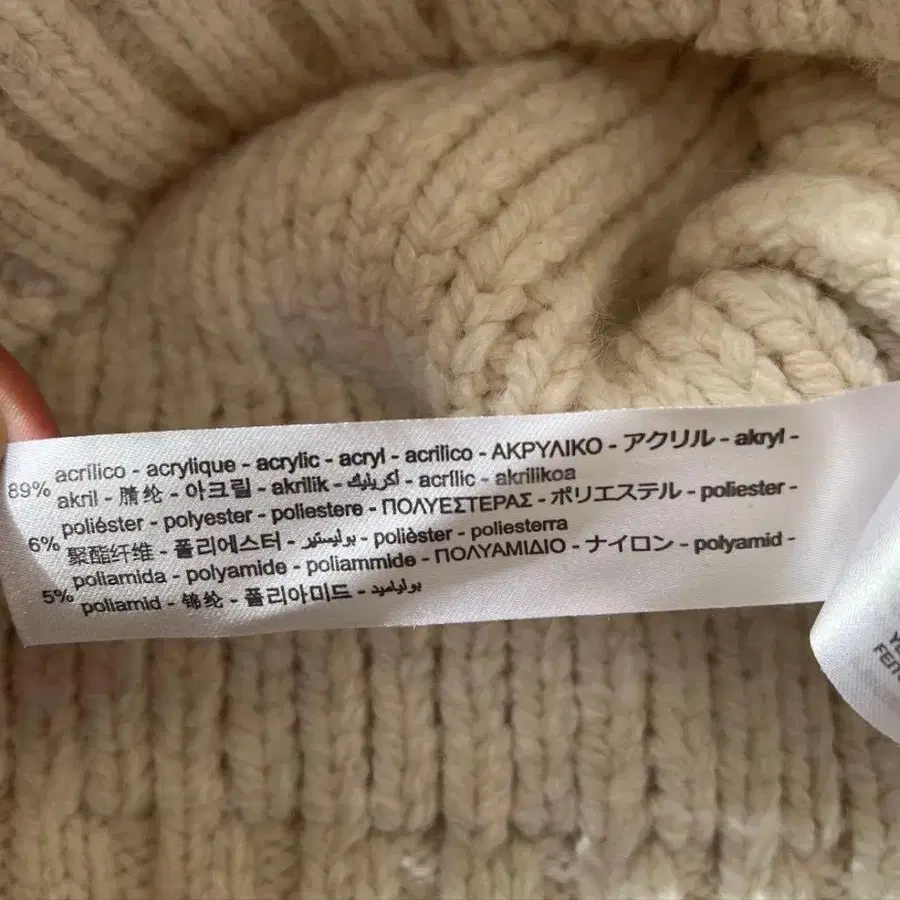 89% acrílico - acrylique - acrylic - acryl - acrilico - ΑΚΡΥΛΙΚΟ - アクリル - akryl -
akril - 腈纶 - 아크릴 - akrilik - أكريليك - acrílic - akrilikoa
6% poliéster - polyester - poliestere - ΠΟΛΥΕΣΤΕΡΑΣ - ポリエステル - poliester -
聚酯纤维 - 폴리에스터 - بوليستير - polièster - poliesterra
5% poliamida - polyamide - poliammide - ΠΟΛΥΑΜΙΔΙΟ - ナイロン - polyamid -
poliamid - 锦纶 - 폴리아미드 - بولياميد